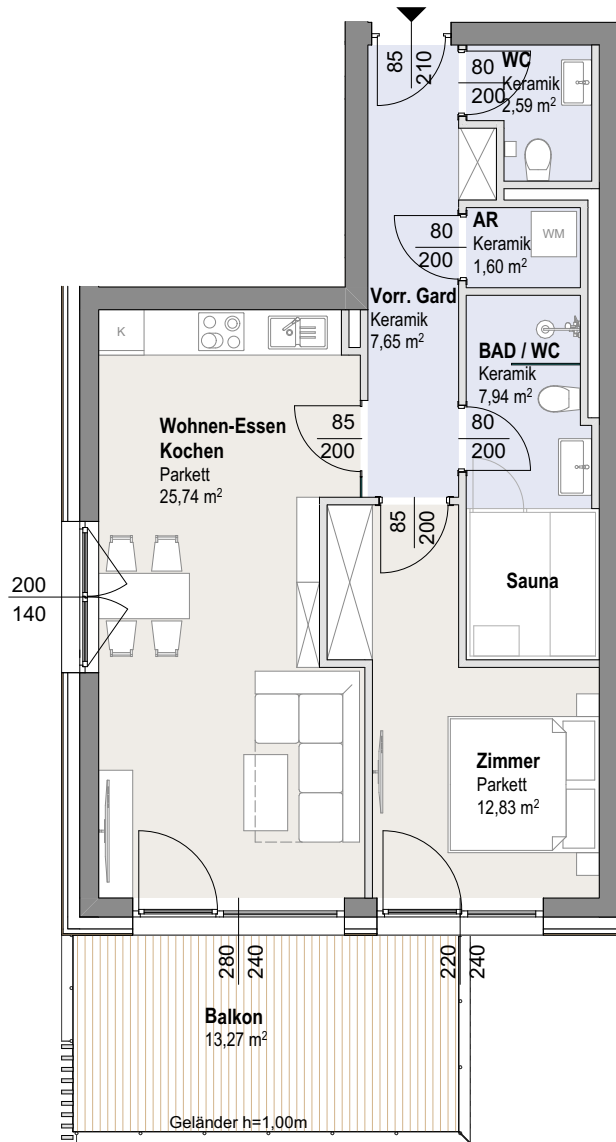 85
210
80
200
WC
Keramik
2,59 m²
80
200
AR
Keramik
1,60 m²
WM
Vorr. Gard
Keramik
7,65 m²
BAD / WC
Keramik
7,94 m²
K
Wohnen-Essen
Kochen
Parkett
25,74 m²
85
200
80
200
85
200
200
140
Sauna
Zimmer
Parkett
12,83 m²
280
240
220
240
Balkon
13,27 m²
Geländer h=1,00m